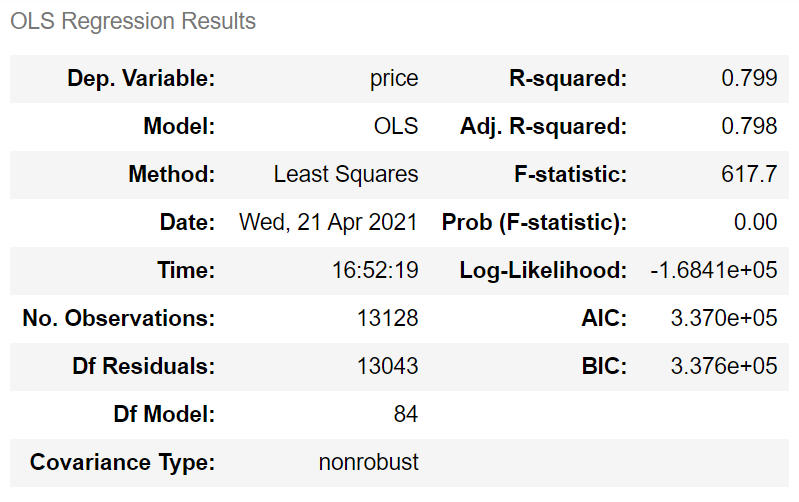 OLS Regression Results
Dep. Variable: price R-squared: 0.799
Model: OLS Adj. R-squared: 0.798
Method: Least Squares F-statistic: 617.7
Date: Wed, 21 Apr 2021 Prob (F-statistic): 0.00
Time: 16:52:19 Log-Likelihood: -1.6841e+05
No. Observations: 13128 AIC: 3.370e+05
Df Residuals: 13043 BIC: 3.376e+05
Df Model: 84
Covariance Type: nonrobust